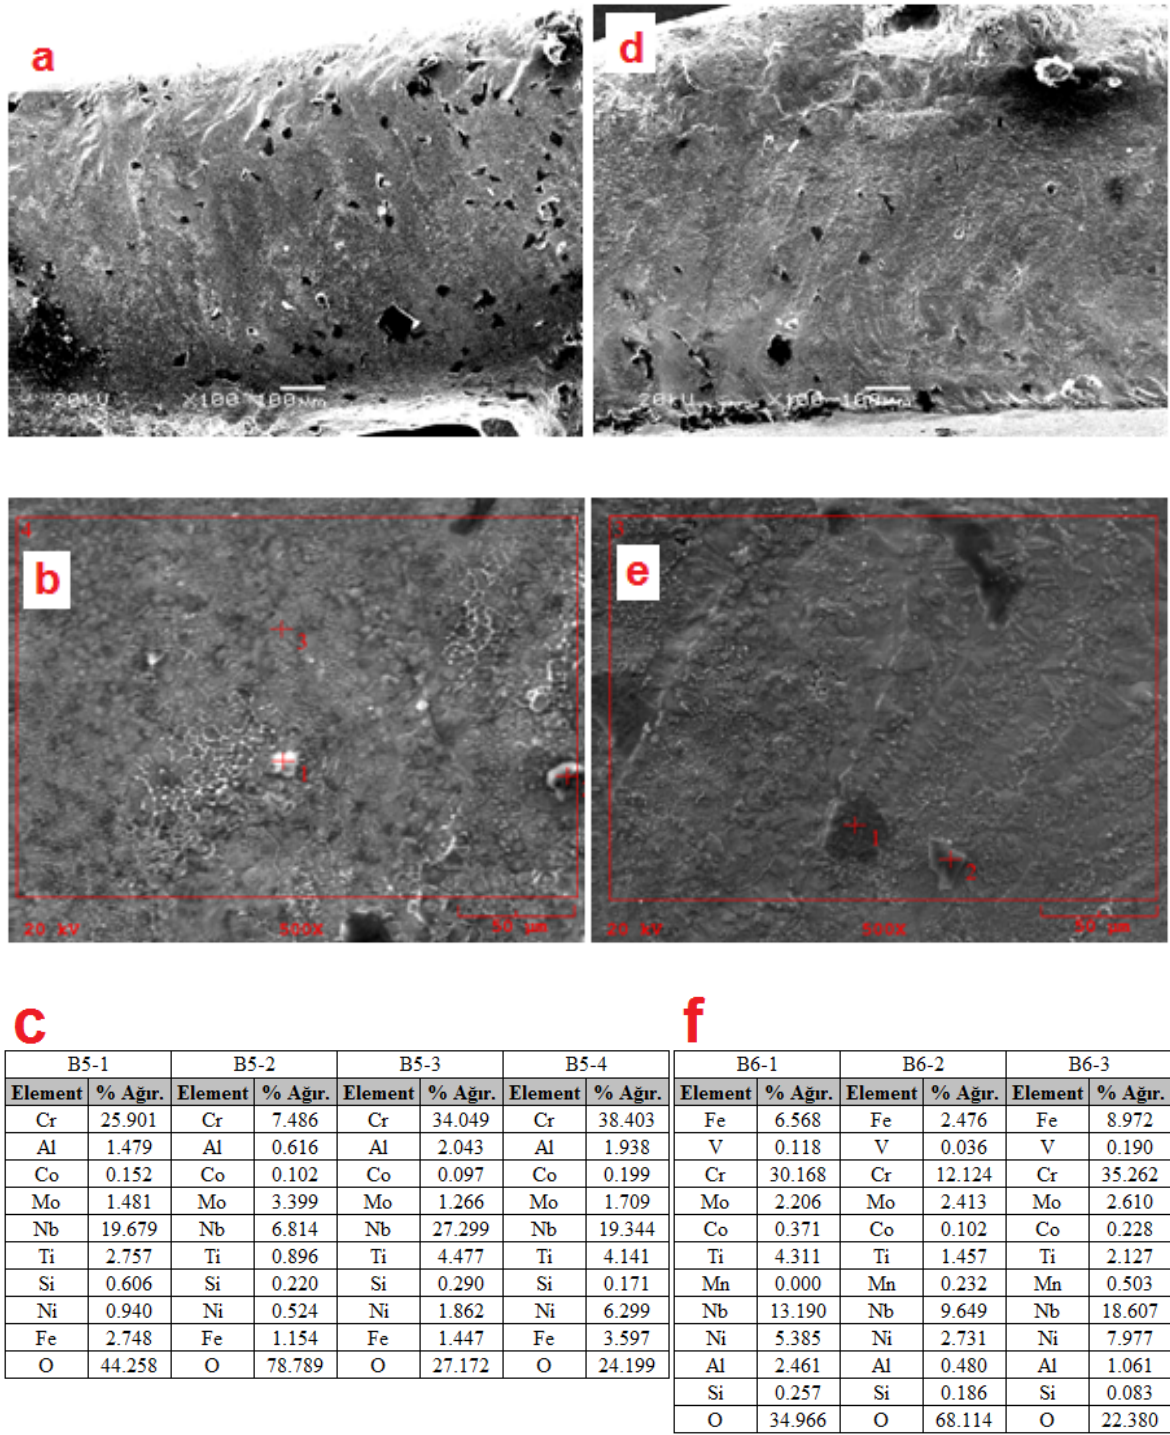 a
20kV X100 100µm
d
20kV X100 100µm
4
b
3
1
20 kV 500X 50 µm
3
e
1
2
20 kV 500X 50 µm
c
B5-1 B5-2 B5-3 B5-4
Element % Ağır. Element % Ağır. Element % Ağır. Element % Ağır.
Cr 25.901 Cr 7.486 Cr 34.049 Cr 38.403
Al 1.479 Al 0.616 Al 2.043 Al 1.938
Co 0.152 Co 0.102 Co 0.097 Co 0.199
Mo 1.481 Mo 3.399 Mo 1.266 Mo 1.709
Nb 19.679 Nb 6.814 Nb 27.299 Nb 19.344
Ti 2.757 Ti 0.896 Ti 4.477 Ti 4.141
Si 0.606 Si 0.220 Si 0.290 Si 0.171
Ni 0.940 Ni 0.524 Ni 1.862 Ni 6.299
Fe 2.748 Fe 1.154 Fe 1.447 Fe 3.597
O 44.258 O 78.789 O 27.172 O 24.199
f
B6-1 B6-2 B6-3
Element % Ağır. Element % Ağır. Element % Ağır.
Fe 6.568 Fe 2.476 Fe 8.972
V 0.118 V 0.036 V 0.190
Cr 30.168 Cr 12.124 Cr 35.262
Mo 2.206 Mo 2.413 Mo 2.610
Co 0.371 Co 0.102 Co 0.228
Ti 4.311 Ti 1.457 Ti 2.127
Mn 0.000 Mn 0.232 Mn 0.503
Nb 13.190 Nb 9.649 Nb 18.607
Ni 5.385 Ni 2.731 Ni 7.977
Al 2.461 Al 0.480 Al 1.061
Si 0.257 Si 0.186 Si 0.083
O 34.966 O 68.114 O 22.380